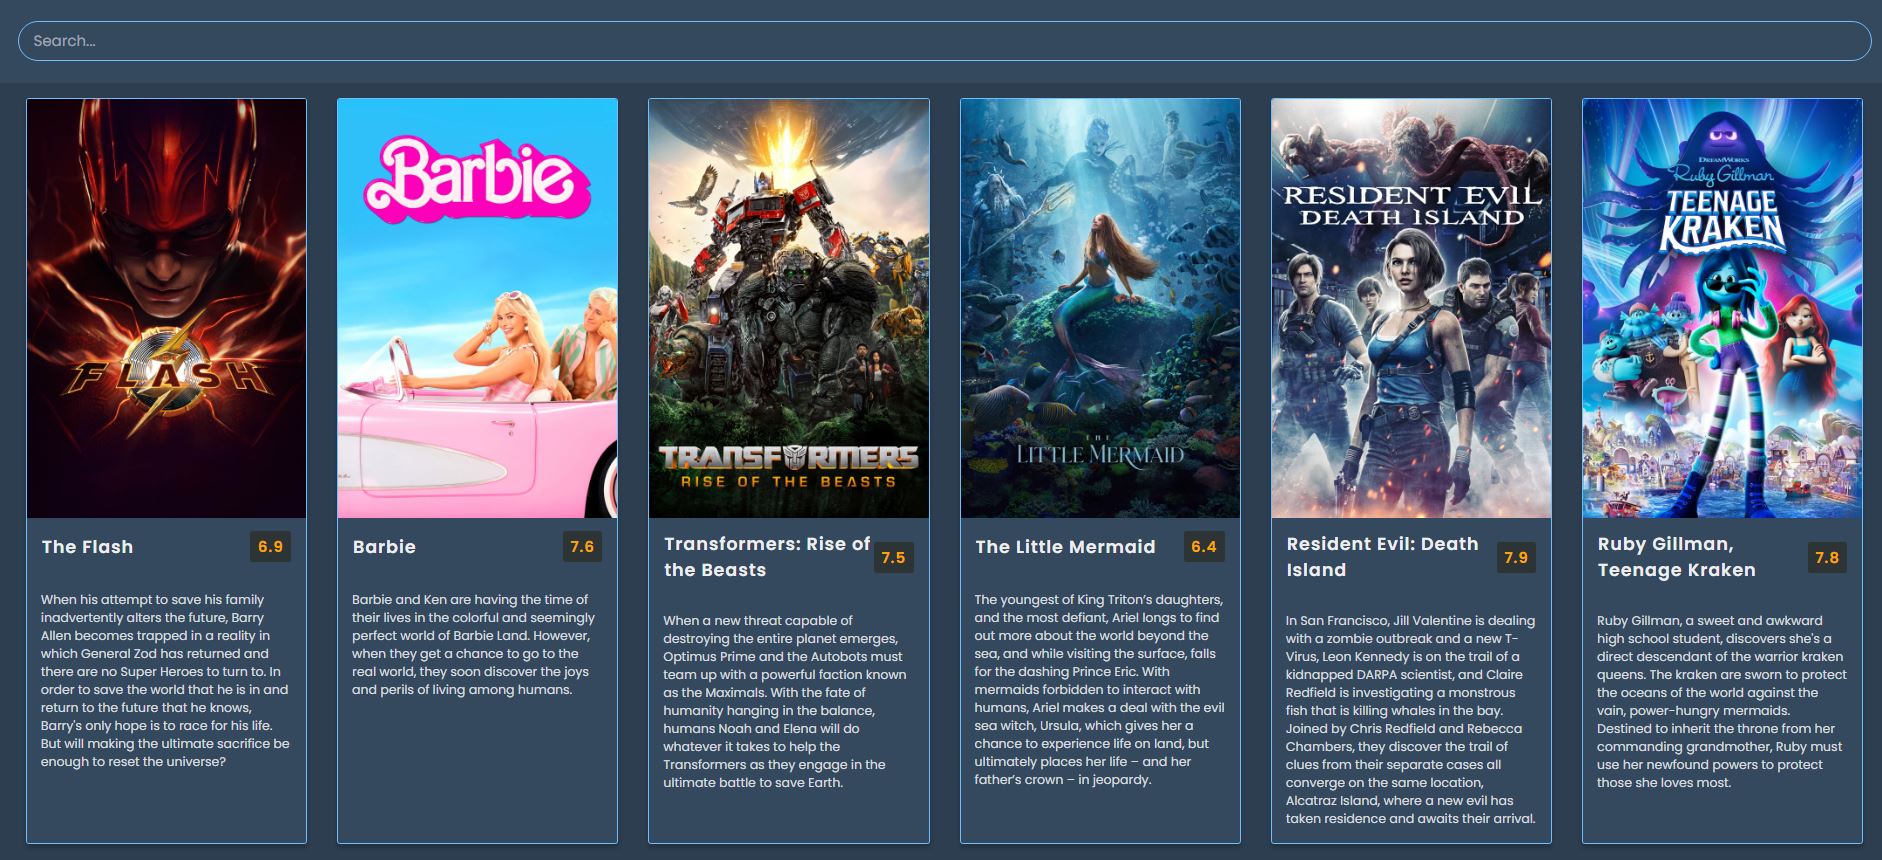 Search...
FLASH
The Flash
6.9
When his attempt to save his family
inadvertently alters the future, Barry
Allen becomes trapped in a reality in
which General Zod has returned and
there are no Super Heroes to turn to. In
order to save the world that he is in and
return to the future that he knows,
Barry's only hope is to race for his life.
But will making the ultimate sacrifice be
enough to reset the universe?
Barbie
Barbie
7.6
Barbie and Ken are having the time of
their lives in the colorful and seemingly
perfect world of Barbie Land. However,
when they get a chance to go to the
real world, they soon discover the joys
and perils of living among humans.
TRANSFORMERS
RISE OF THE BEASTS
Transformers: Rise of
the Beasts
7.5
When a new threat capable of
destroying the entire planet emerges,
Optimus Prime and the Autobots must
team up with a powerful faction known
as the Maximals. With the fate of
humanity hanging in the balance,
humans Noah and Elena will do
whatever it takes to help the
Transformers as they engage in the
ultimate battle to save Earth.
THE
LITTLE MERMAID
The Little Mermaid
6.4
The youngest of King Triton’s daughters,
and the most defiant, Ariel longs to find
out more about the world beyond the
sea, and while visiting the surface, falls
for the dashing Prince Eric. With
mermaids forbidden to interact with
humans, Ariel makes a deal with the evil
sea witch, Ursula, which gives her a
chance to experience life on land, but
ultimately places her life – and her
father’s crown – in jeopardy.
RESIDENT EVIL
DEATH ISLAND
Resident Evil: Death
Island
7.9
In San Francisco, Jill Valentine is dealing
with a zombie outbreak and a new T-
Virus, Leon Kennedy is on the trail of a
kidnapped DARPA scientist, and Claire
Redfield is investigating a monstrous
fish that is killing whales in the bay.
Joined by Chris Redfield and Rebecca
Chambers, they discover the trail of
clues from their separate cases all
converge on the same location,
Alcatraz Island, where a new evil has
taken residence and awaits their arrival.
DREAMWORKS
Ruby Gillman
TEENAGE
KRAKEN
Ruby Gillman,
Teenage Kraken
7.8
Ruby Gillman, a sweet and awkward
high school student, discovers she's a
direct descendant of the warrior kraken
queens. The kraken are sworn to protect
the oceans of the world against the
vain, power-hungry mermaids.
Destined to inherit the throne from her
commanding grandmother, Ruby must
use her newfound powers to protect
those she loves most.